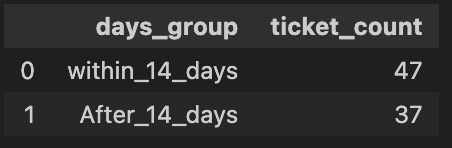 days_group ticket_count
0 within_14_days 47
1 After_14_days 37